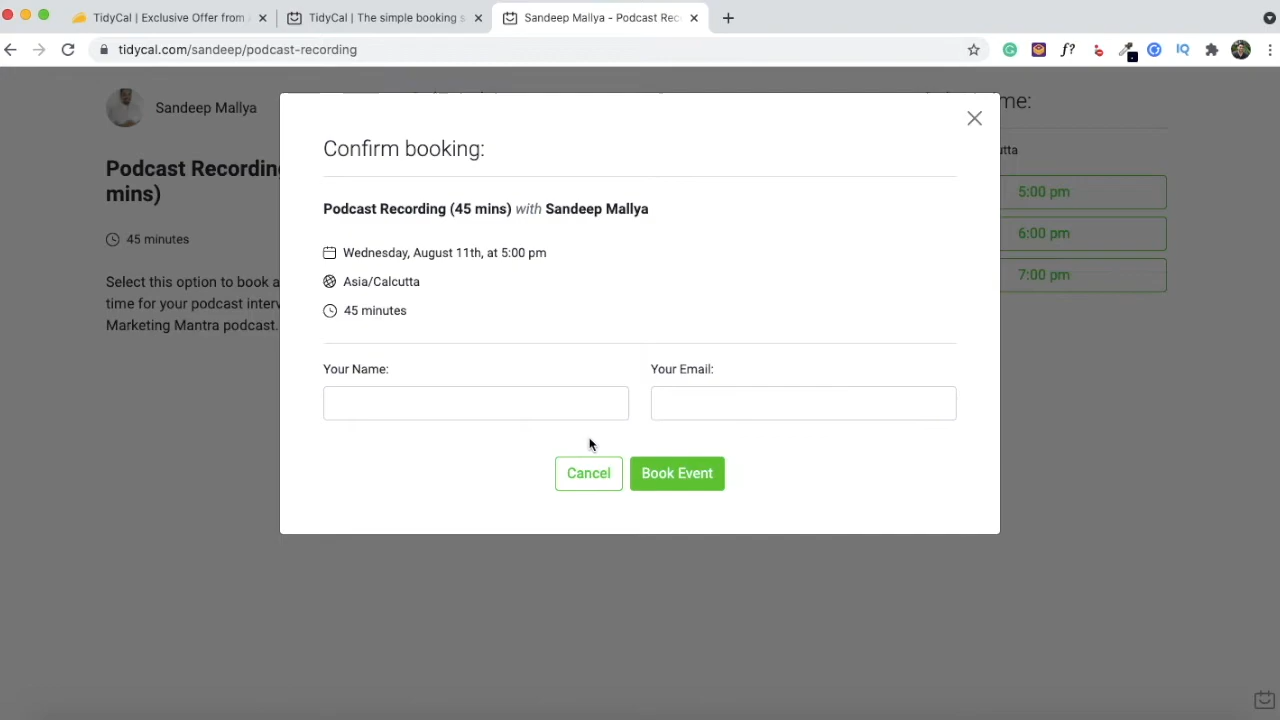 TidyCal | Exclusive Offer from
TidyCal | The simple booking s
Sandeep Mallya - Podcast Rec
tidycal.com/sandeep/podcast-recording
f?
IQ
Sandeep Mallya
Podcast Recording
mins)
45 minutes
Select this option to book a
time for your podcast interv
Marketing Mantra podcast.
Confirm booking:
Podcast Recording (45 mins) with Sandeep Mallya
Wednesday, August 11th, at 5:00 pm
Asia/Calcutta
45 minutes
Your Name:
Your Email:
Cancel
Book Event
me:
utta
5:00 pm
6:00 pm
7:00 pm